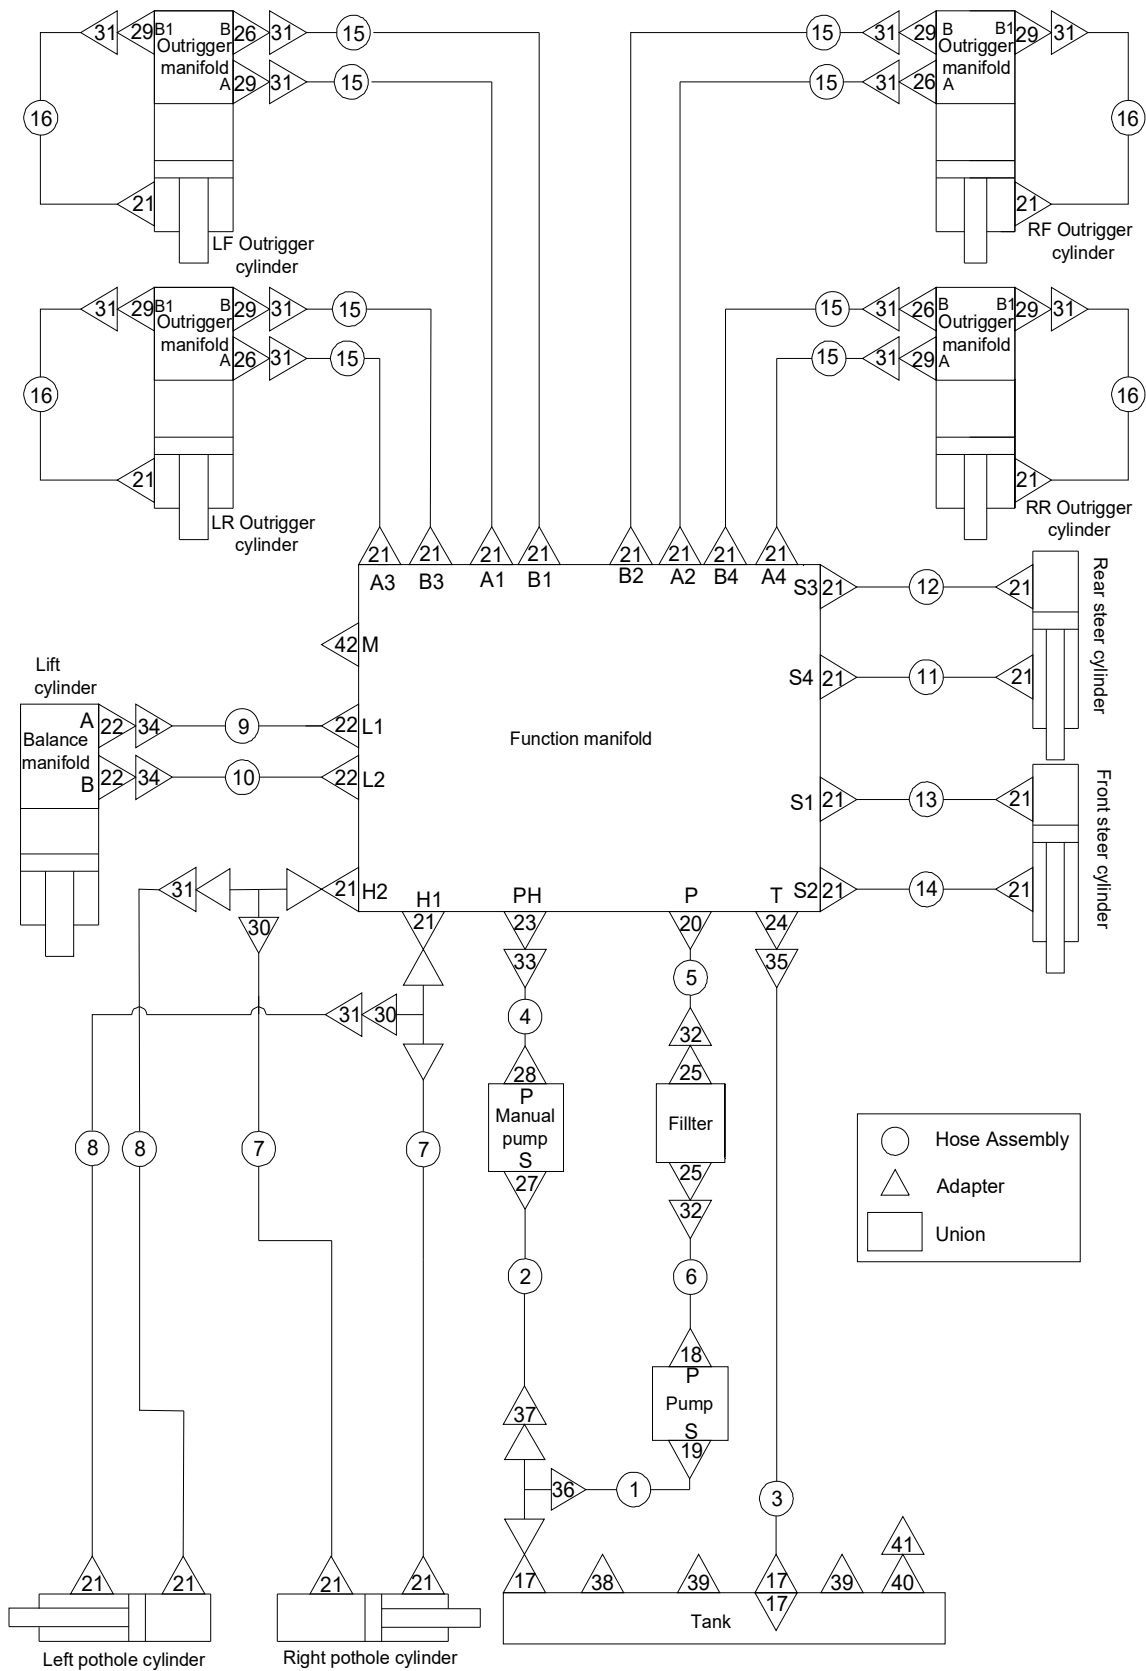 31 29 B1 B 26 31 15
Outrigger
manifold
A 29 31 15
16
21
LF Outrigger
cylinder
15 31 29 B B1 29 31
Outrigger
manifold
15 31 26 A
16
21
RF Outrigger
cylinder
31 29 B1 B 29 31 15
Outrigger
manifold
A 26 31 15
16
21
LR Outrigger
cylinder
15 31 26 B B1 29 31
Outrigger
manifold
15 31 29 A
16
21
RR Outrigger
cylinder
21 21 21 21 21 21 21 21
A3 B3 A1 B1 B2 A2 B4 A4
S3 21 12 21
Rear steer cylinder
S4 21 11 21
42 M
Lift
cylinder
A 22 34 9 22 L1
Balance
manifold
B 22 34 10 22 L2
Function manifold
S1 21 13 21
Front steer cylinder
S2 21 14 21
31 21 H2
30
H1 PH P T
21 23 20 24
33 35
5
31 30 4
32
28 25
P
Manual
pump
S
Fillter
27 25
32
8 8 7 7
Hose Assembly
Adapter
Union
2 6
18
P
Pump
S
37 19
36 1 3
41
21 21 21 21 17 38 39 17 39 40
17
Tank
Left pothole cylinder
Right pothole cylinder